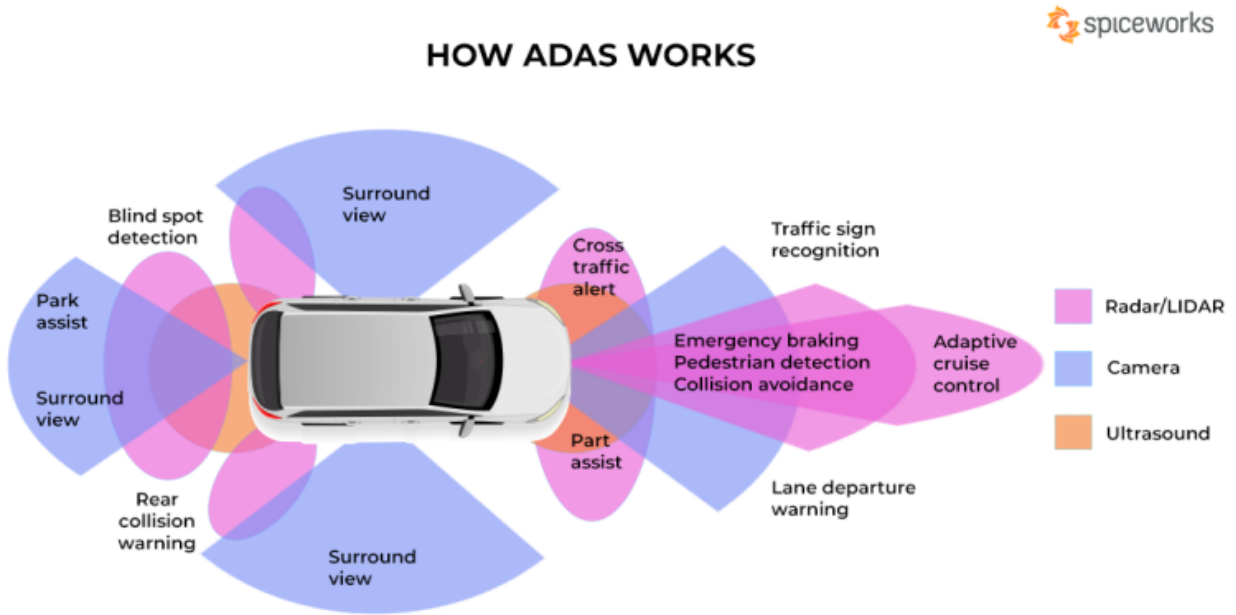 spiceworks
HOW ADAS WORKS
Surround
view
Blind spot
detection
Traffic sign
recognition
Cross
traffic
alert
Park
assist
Radar/LIDAR
Emergency braking
Pedestrian detection
Collision avoidance
Adaptive
cruise
control
Camera
Surround
view
Ultrasound
Part
assist
Rear
collision
warning
Lane departure
warning
Surround
view